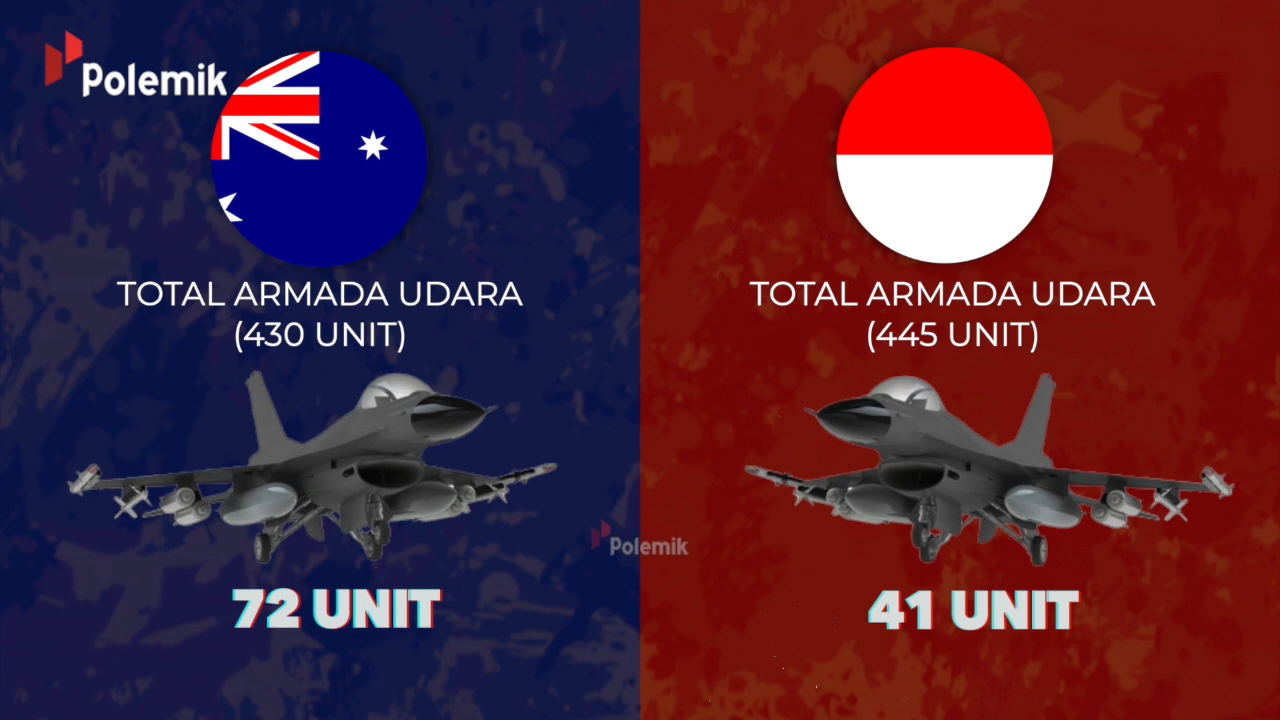 Polemik
TOTAL ARMADA UDARA
(430 UNIT)
72 UNIT
TOTAL ARMADA UDARA
(445 UNIT)
41 UNIT
Polemik